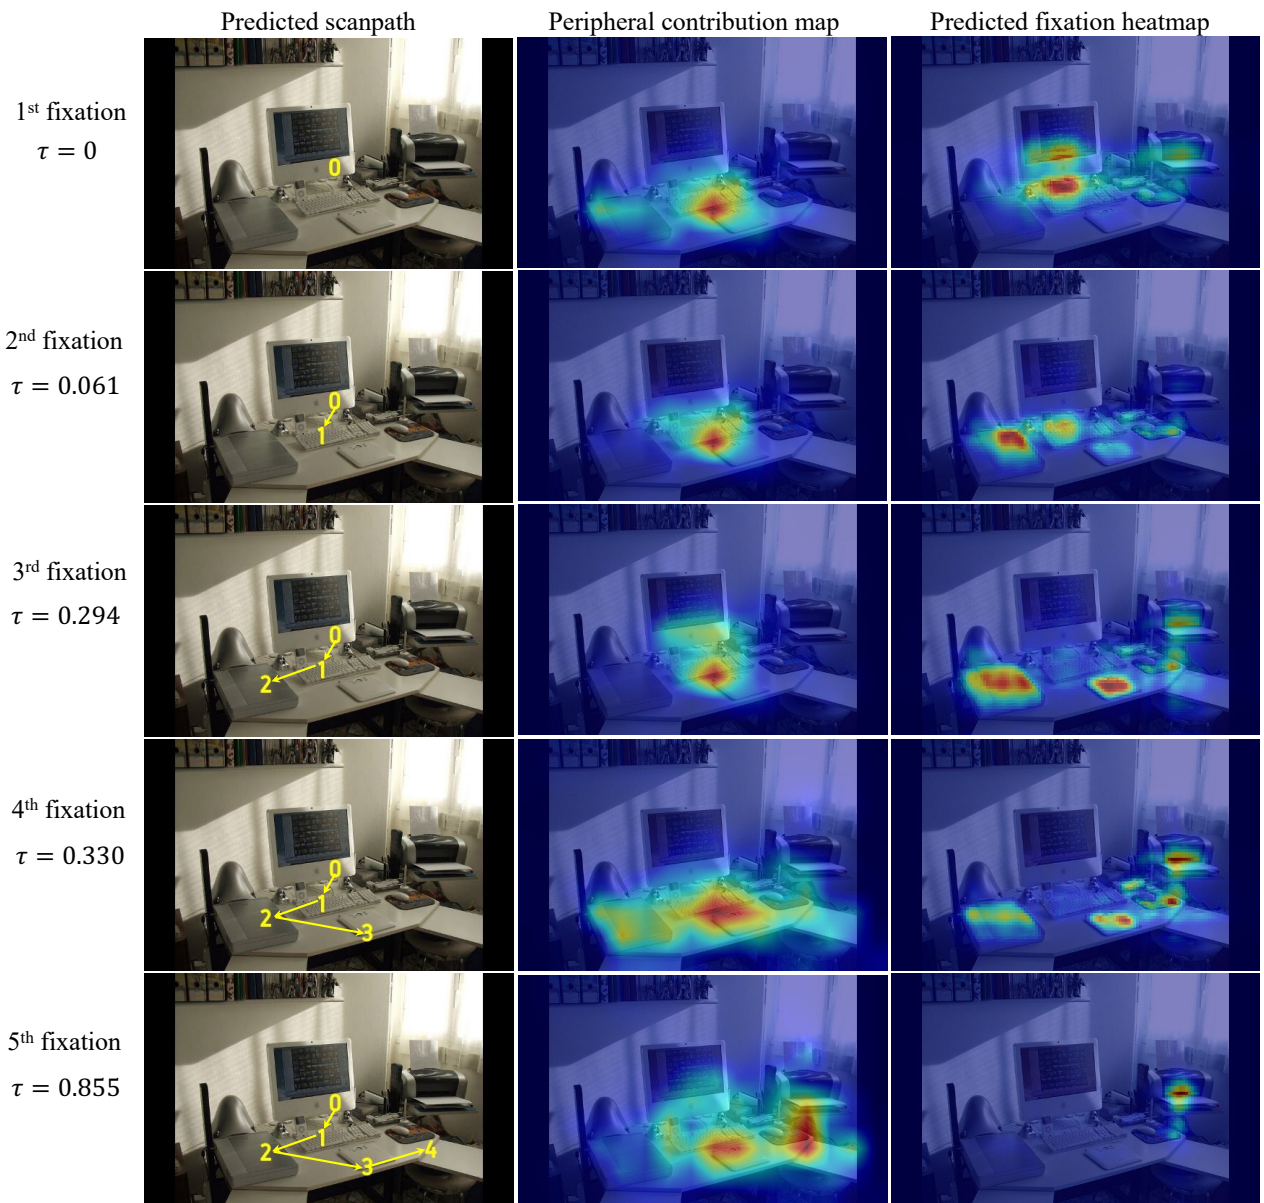 Predicted scanpath Peripheral contribution map Predicted fixation heatmap
1st fixation
τ = 0
0
2nd fixation
τ = 0.061
0
1
3rd fixation
τ = 0.294
0
1
2
4th fixation
τ = 0.330
0
1
2
3
5th fixation
τ = 0.855
0
1
2
3
4